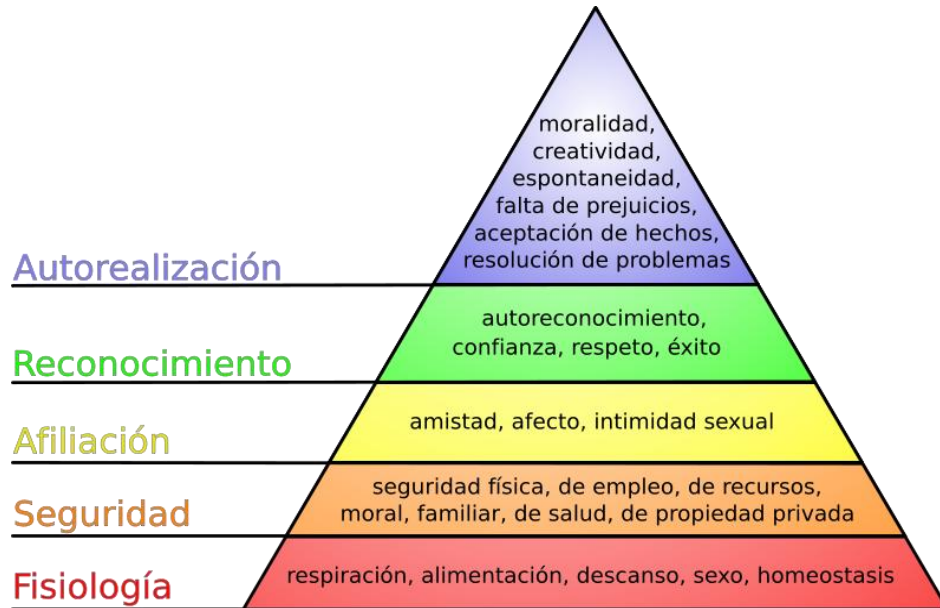 moralidad,
creatividad,
espontaneidad,
falta de prejuicios,
aceptación de hechos,
resolución de problemas
Autorealización
autoreconocimiento,
confianza, respeto, éxito
Reconocimiento
amistad, afecto, intimidad sexual
Afiliación
seguridad física, de empleo, de recursos,
moral, familiar, de salud, de propiedad privada
Seguridad
respiración, alimentación, descanso, sexo, homeostasis
Fisiología